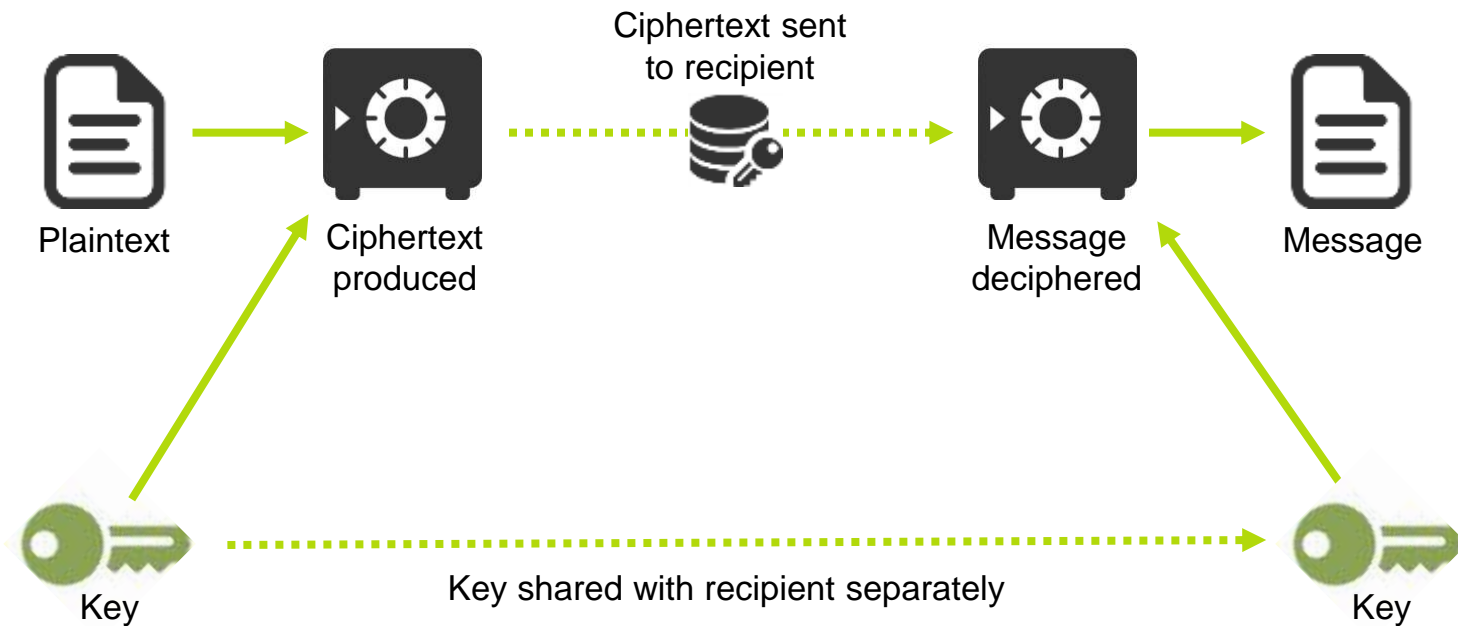 Ciphertext sent
to recipient
Plaintext
Ciphertext
produced
Message
deciphered
Message
Key shared with recipient separately
Key
Key